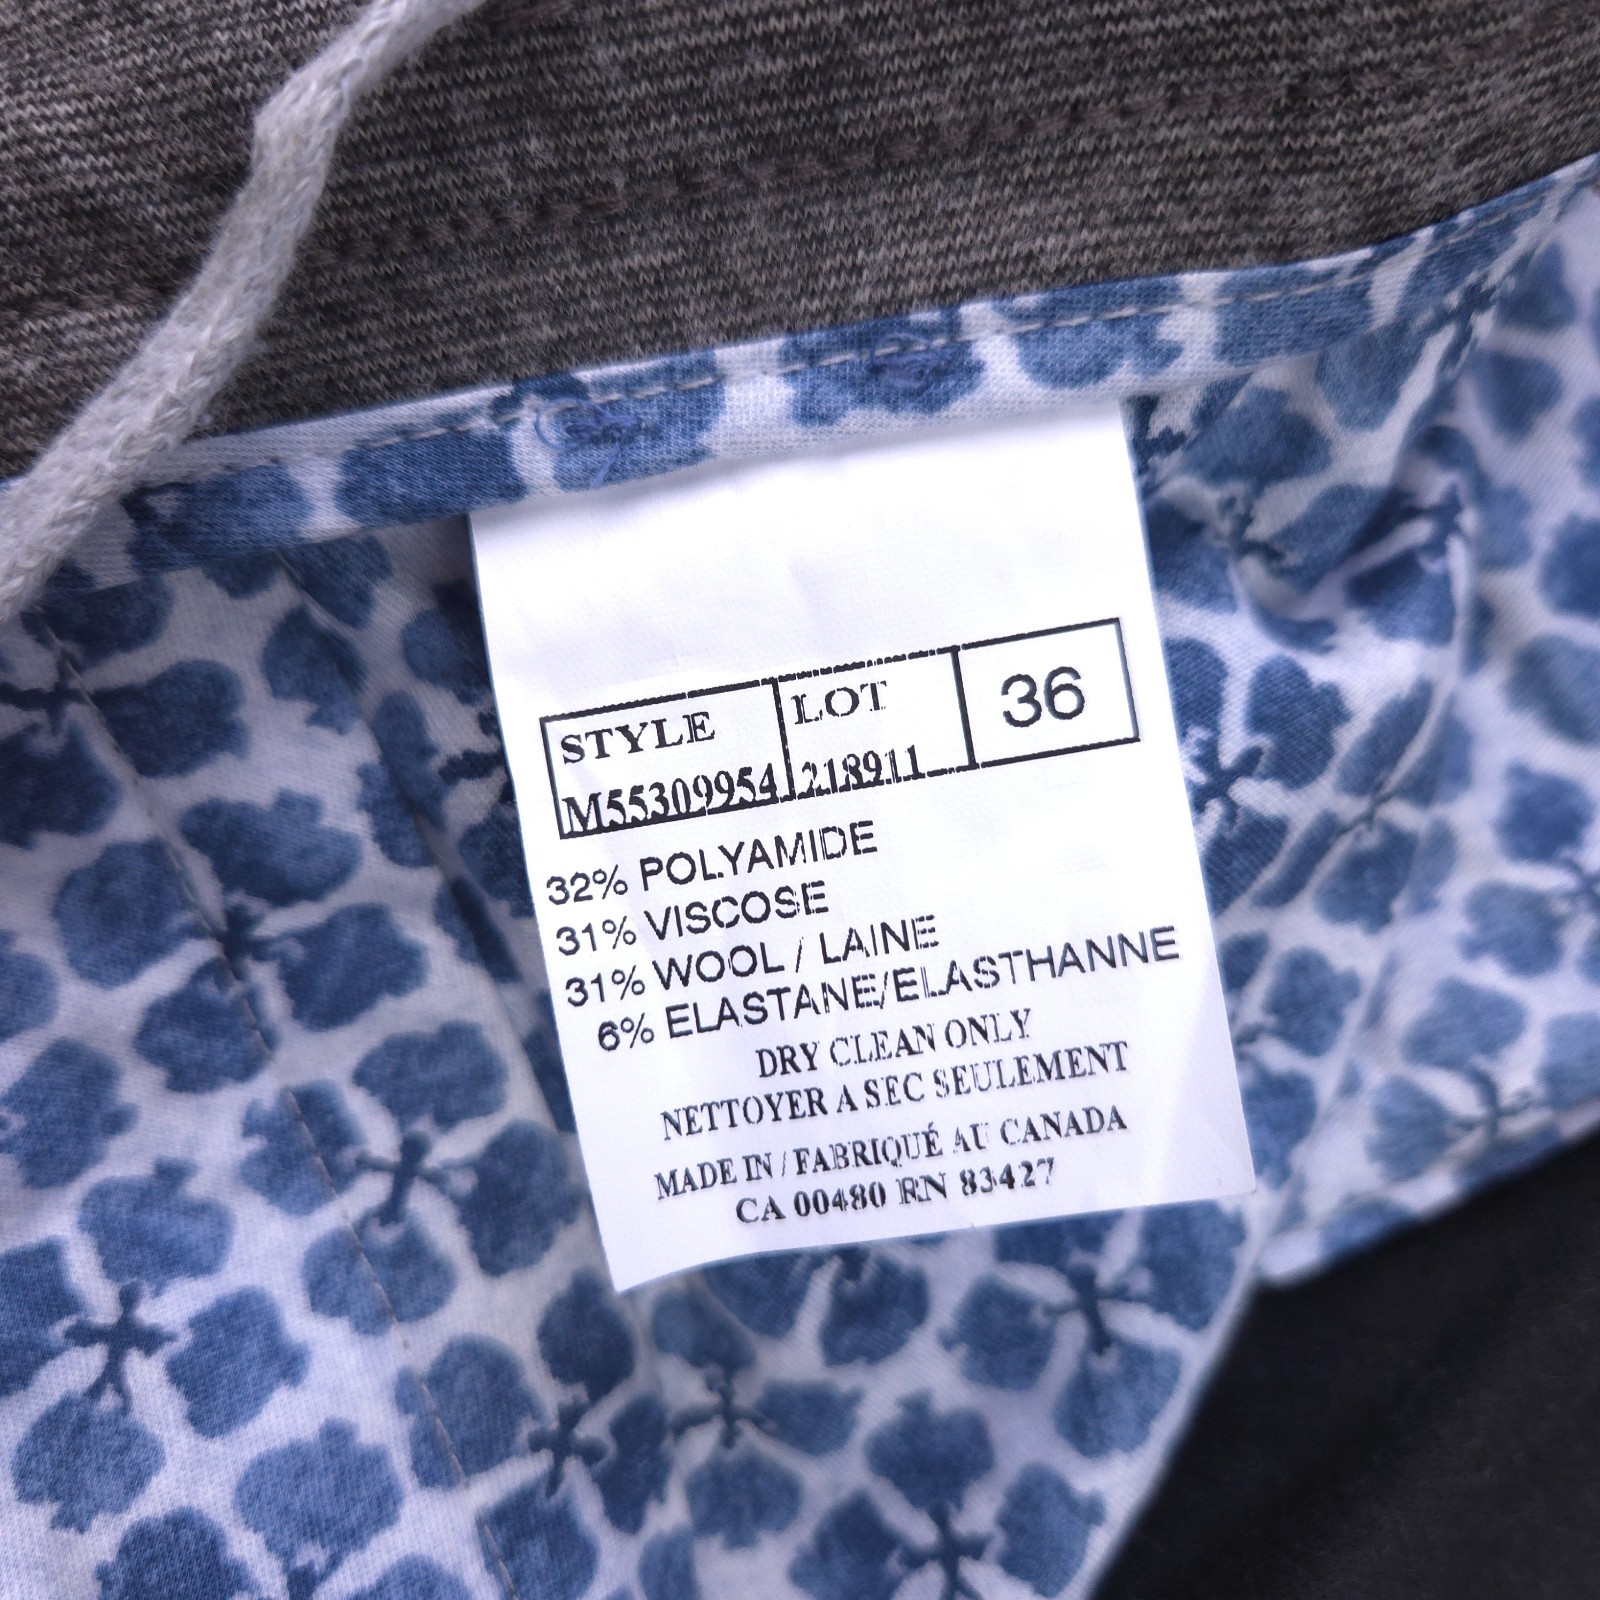 STYLE LOT 36
M55309954 218911
32% POLYAMIDE
31% VISCOSE
31% WOOL / LAINE
6% ELASTANE/ELASTHANNE
DRY CLEAN ONLY
NETTOYER A SEC SEULEMENT
MADE IN / FABRIQUÉ AU CANADA
CA 00480 RN 83427